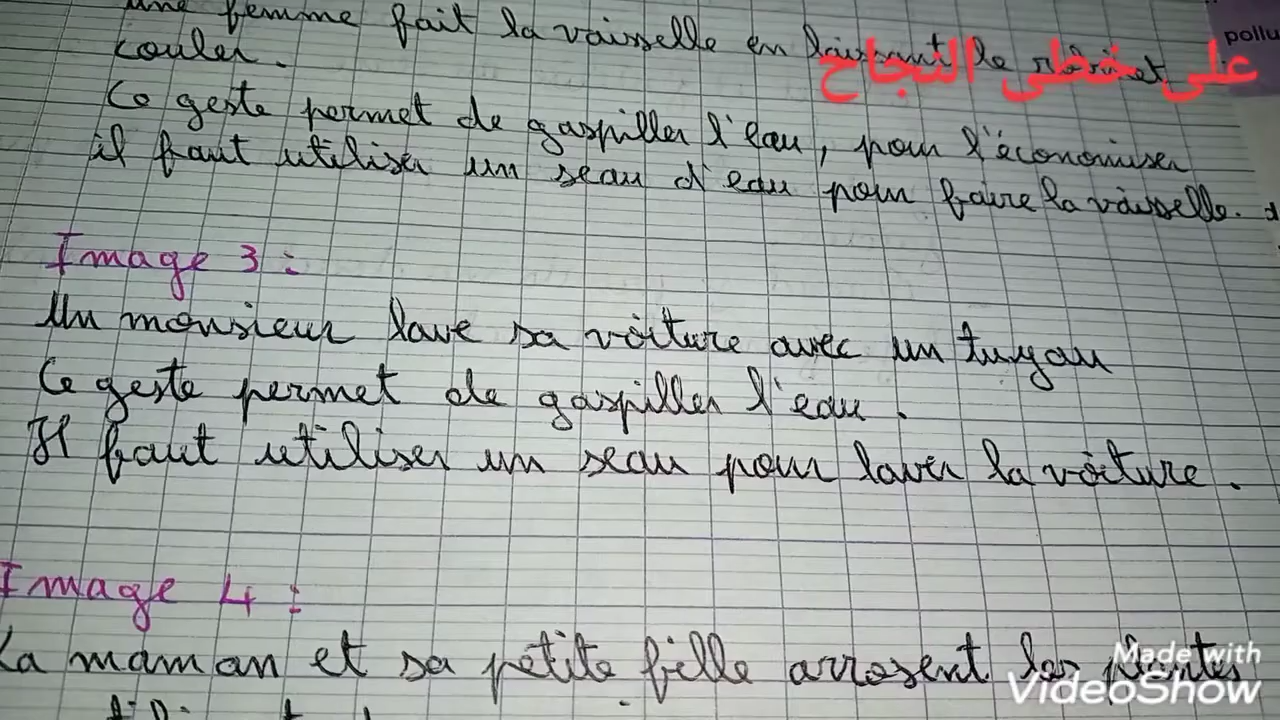 une femme fait la vaisselle en laissant le robinet
couler.
Ce geste permet de gaspiller l'eau, pour l'économiser
il faut utiliser un seau d'eau pour faire la vaisselle.
Image 3 :
Un monsieur lave sa voiture avec un tuyau
Ce geste permet de gaspiller l'eau.
Il faut utiliser un seau pour laver la voiture.
Image 4 :
La maman et sa petite fille arrosent les plantes
pollu
على خطى النجاح
Made with
VideoShow